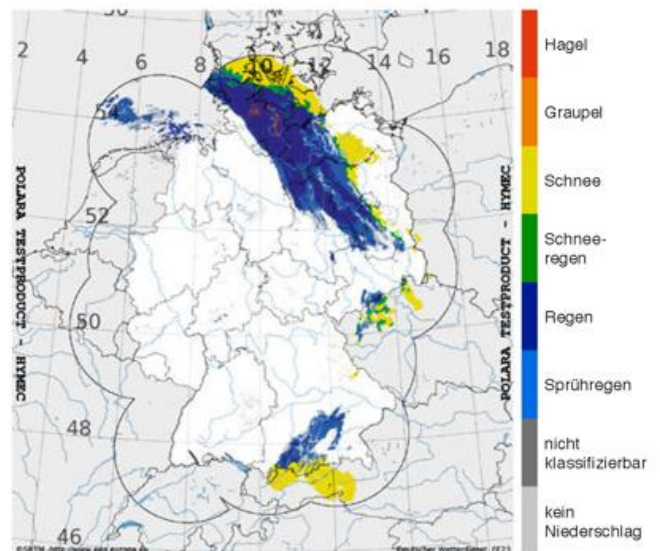 2
4
6
8
10
12
14
16
18
54
52
50
48
46
POLARA TESTPRODUCT - HYMEC
POLARA TESTPRODUCT - HYMEC
Hagel
Graupel
Schnee
Schnee-
regen
Regen
Sprühregen
nicht
klassifizierbar
kein
Niederschlag